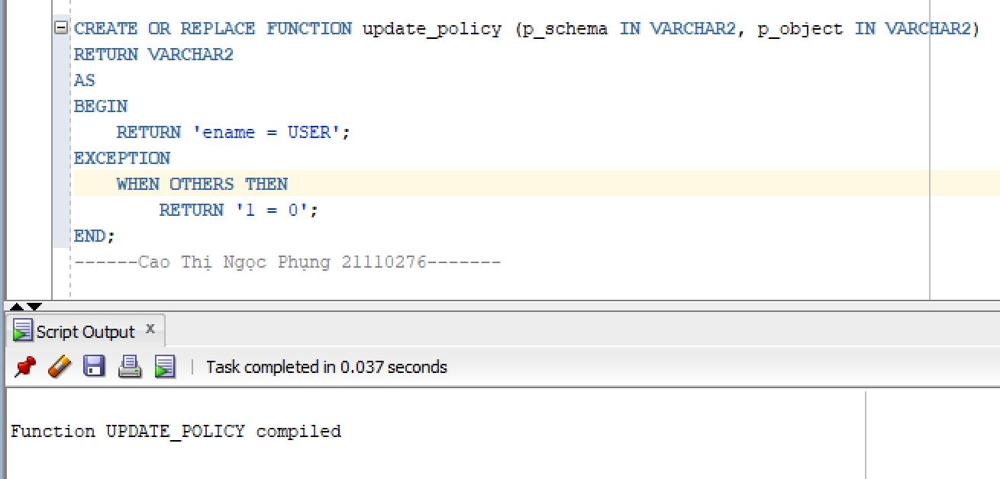 CREATE OR REPLACE FUNCTION update_policy (p_schema IN VARCHAR2, p_object IN VARCHAR2)
RETURN VARCHAR2
AS
BEGIN
    RETURN 'ename = USER';
EXCEPTION
    WHEN OTHERS THEN
        RETURN '1 = 0';
END;
------Cao Thị Ngọc Phụng 21110276-------
Script Output x
Task completed in 0.037 seconds
Function UPDATE_POLICY compiled